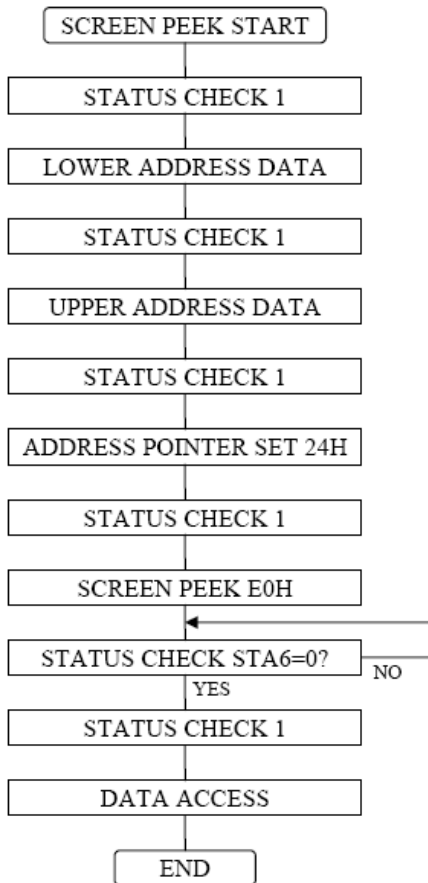 SCREEN PEEK START
STATUS CHECK 1
LOWER ADDRESS DATA
STATUS CHECK 1
UPPER ADDRESS DATA
STATUS CHECK 1
ADDRESS POINTER SET 24H
STATUS CHECK 1
SCREEN PEEK E0H
STATUS CHECK STA6=0?
NO
YES
STATUS CHECK 1
DATA ACCESS
END